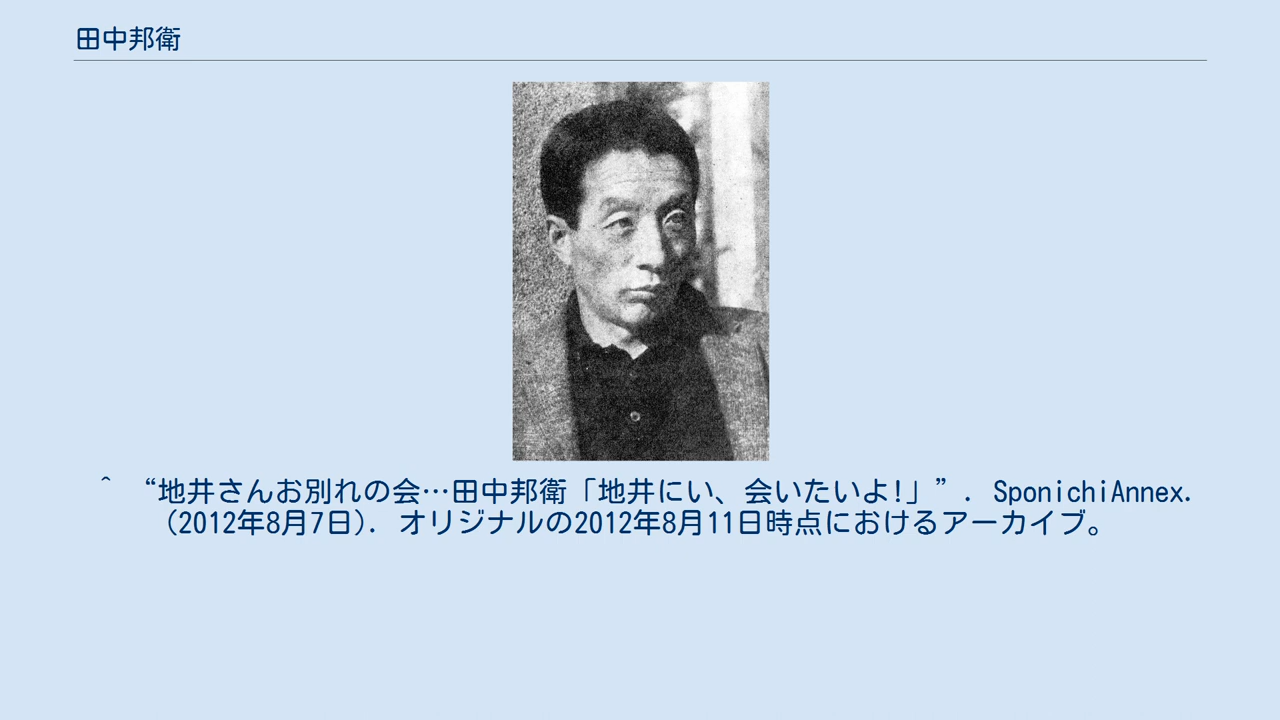 田中邦衛
^ “地井さんお別れの会…田中邦衛「地井にい、会いたいよ!」”. SponichiAnnex.
(2012年8月7日). オリジナルの2012年8月11日時点におけるアーカイブ。